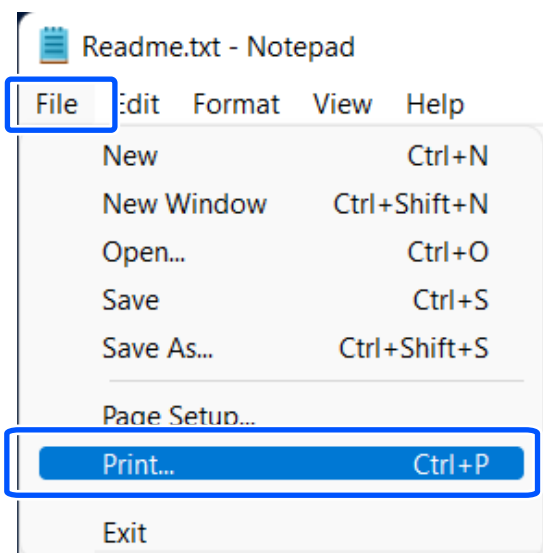 Readme.txt - Notepad
File Edit Format View Help
New Ctrl+N
New Window Ctrl+Shift+N
Open... Ctrl+O
Save Ctrl+S
Save As... Ctrl+Shift+S
Page Setup...
Print... Ctrl+P
Exit